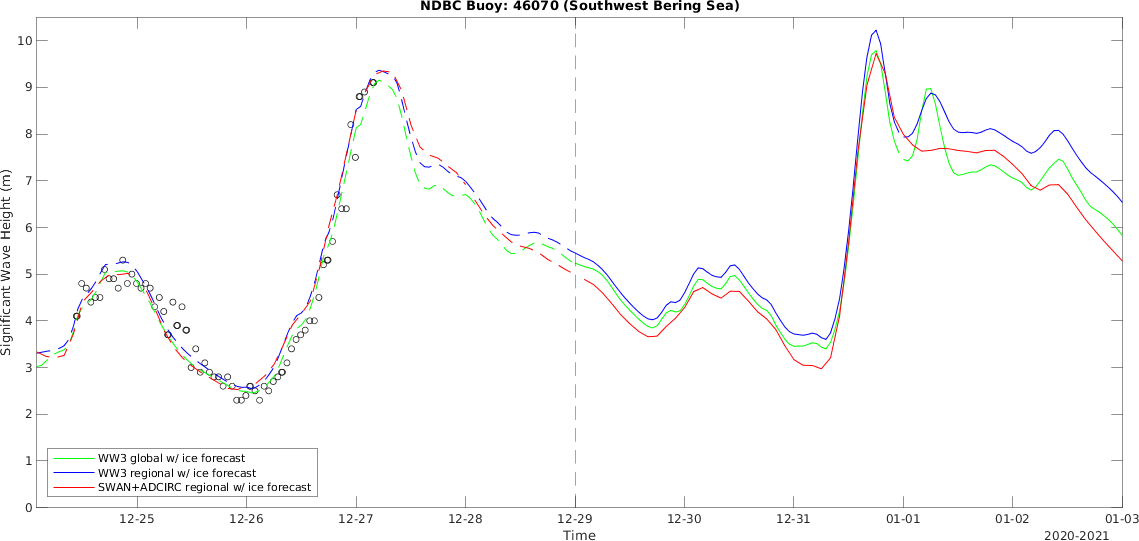 NDBC Buoy: 46070 (Southwest Bering Sea)
Significant Wave Height (m)
10
9
8
7
6
5
4
3
2
1
0
WW3 global w/ ice forecast
WW3 regional w/ ice forecast
SWAN+ADCIRC regional w/ ice forecast
12-25 12-26 12-27 12-28 12-29 12-30 12-31 01-01 01-02 01-03
Time
2020-2021